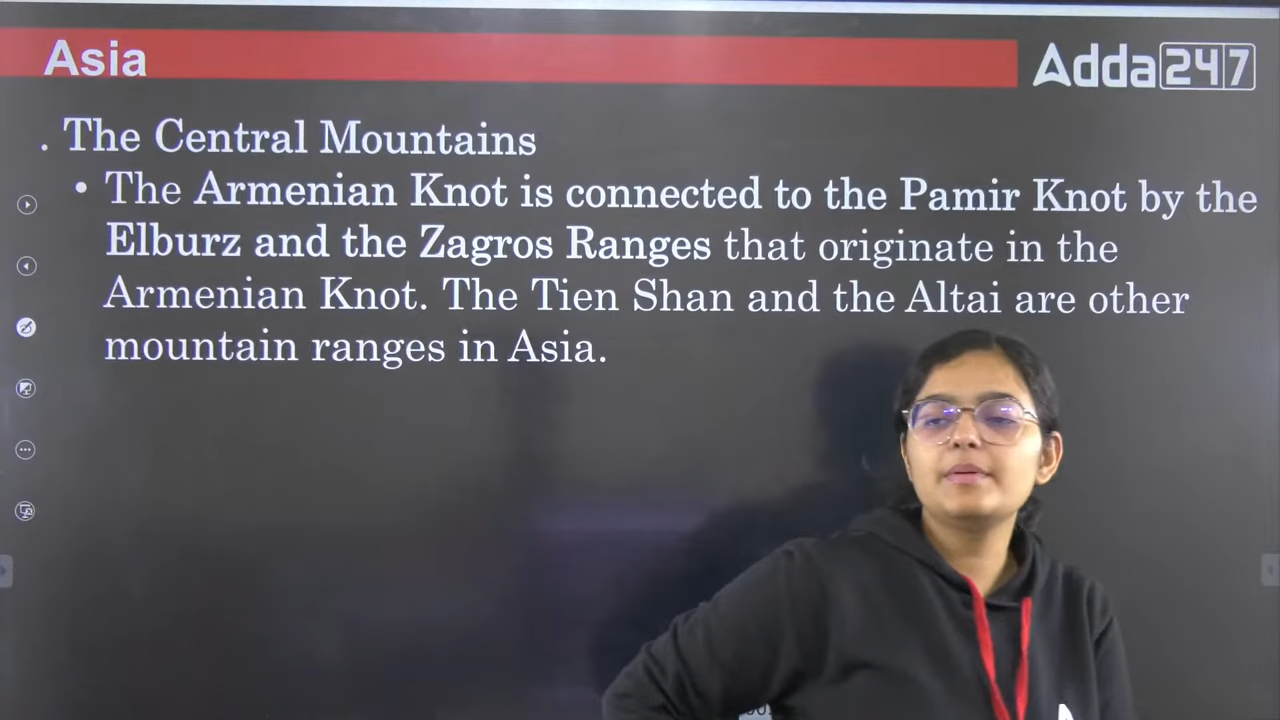 Asia
Adda247
. The Central Mountains
• The Armenian Knot is connected to the Pamir Knot by the
Elburz and the Zagros Ranges that originate in the
Armenian Knot. The Tien Shan and the Altai are other
mountain ranges in Asia.